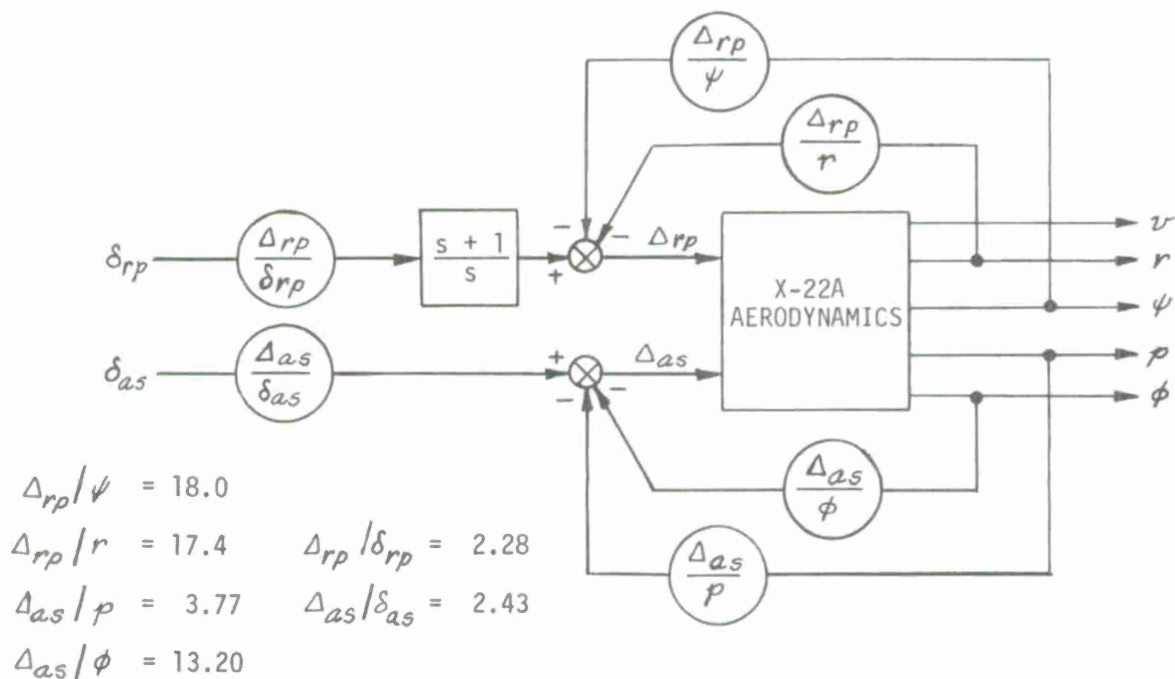 Δrp
ψ
Δrp
r
δrp
Δrp
δrp
s + 1
s
−
−
+
Δrp
X-22A
AERODYNAMICS
v
r
ψ
p
φ
δas
Δas
δas
+
−
−
Δas
Δas
φ
Δas
p
Δrp/ψ = 18.0
Δrp/r = 17.4 Δrp/δrp = 2.28
Δas/p = 3.77 Δas/δas = 2.43
Δas/φ = 13.20